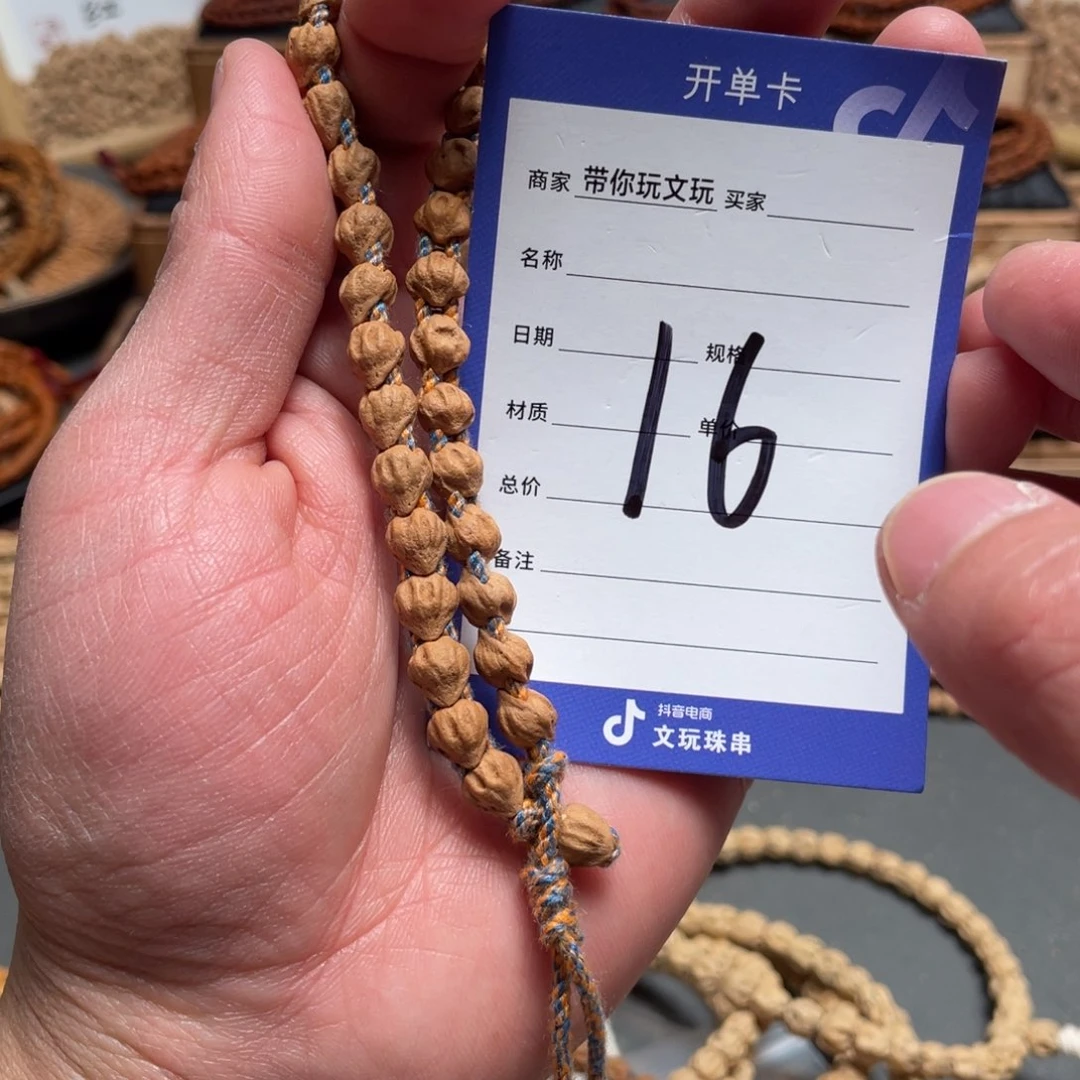 开单卡
商家 带你玩文玩 买家
名称
日期 规格
材质 单价
总价
16
备注
抖音电商
文玩珠串